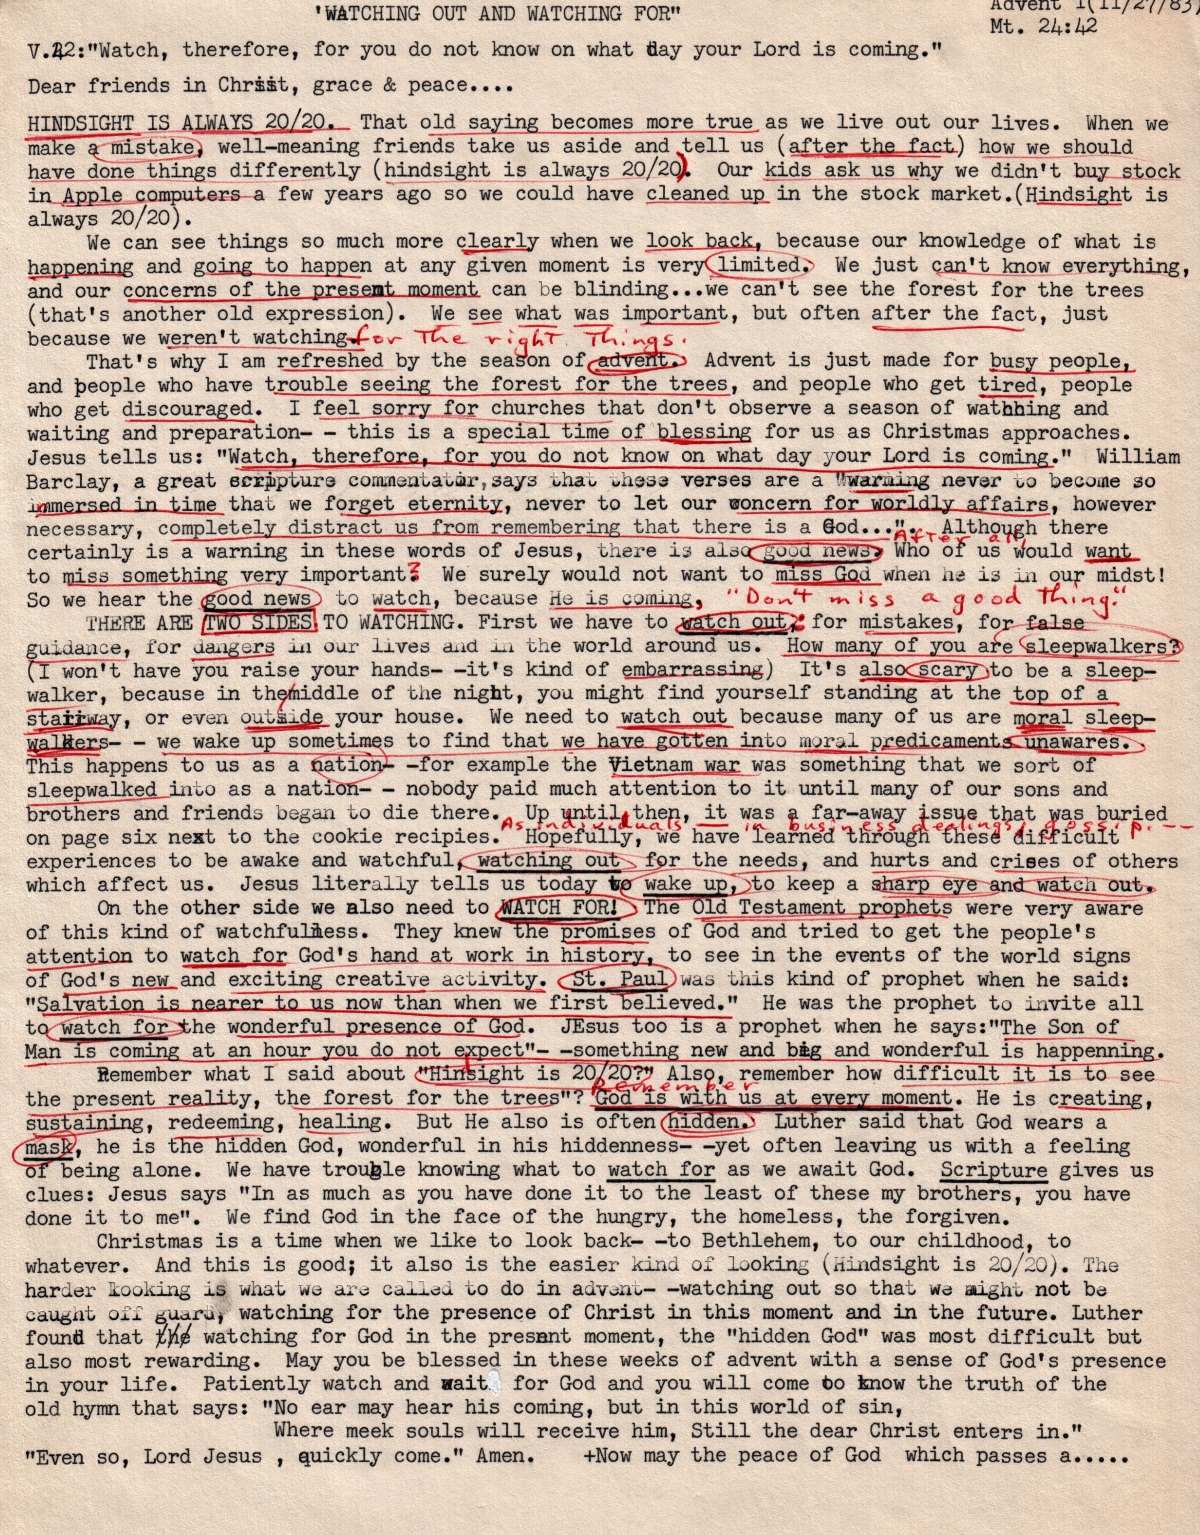 'WATCHING OUT AND WATCHING FOR"
Advent 1(11/27/83)
Mt. 24:42
V.42:"Watch, therefore, for you do not know on what day your Lord is coming."
Dear friends in Christ, grace & peace....
HINDSIGHT IS ALWAYS 20/20. That old saying becomes more true as we live out our lives. When we
make a mistake, well-meaning friends take us aside and tell us (after the fact) how we should
have done things differently (hindsight is always 20/20). Our kids ask us why we didn't buy stock
in Apple computers a few years ago so we could have cleaned up in the stock market.(Hindsight is
always 20/20).
We can see things so much more clearly when we look back, because our knowledge of what is
happening and going to happen at any given moment is very limited. We just can't know everything,
and our concerns of the present moment can be blinding...we can't see the forest for the trees
(that's another old expression). We see what was important, but often after the fact, just
because we weren't watching for the right things.
That's why I am refreshed by the season of advent. Advent is just made for busy people,
and people who have trouble seeing the forest for the trees, and people who get tired, people
who get discouraged. I feel sorry for churches that don't observe a season of watching and
waiting and preparation- - this is a special time of blessing for us as Christmas approaches.
Jesus tells us: "Watch, therefore, for you do not know on what day your Lord is coming." William
Barclay, a great scripture commentator,says that these verses are a "warning never to become so
immersed in time that we forget eternity, never to let our concern for worldly affairs, however
necessary, completely distract us from remembering that there is a God...". Although there
After all,
certainly is a warning in these words of Jesus, there is also good news. Who of us would want
to miss something very important? We surely would not want to miss God when he is in our midst!
So we hear the good news to watch, because He is coming, "Don't miss a good thing."
THERE ARE TWO SIDES TO WATCHING. First we have to watch out; for mistakes, for false
guidance, for dangers in our lives and in the world around us. How many of you are sleepwalkers?
(I won't have you raise your hands- -it's kind of embarrassing) It's also scary to be a sleep-
walker, because in the/middle of the night, you might find yourself standing at the top of a
stairway, or even outside your house. We need to watch out because many of us are moral sleep-
walkers- - we wake up sometimes to find that we have gotten into moral predicaments unawares.
This happens to us as a nation- -for example the Vietnam war was something that we sort of
sleepwalked into as a nation- - nobody paid much attention to it until many of our sons and
brothers and friends began to die there. Up until then, it was a far-away issue that was buried
As individuals -- in business dealings, gossip. ---
on page six next to the cookie recipies. Hopefully, we have learned through these difficult
experiences to be awake and watchful, watching out for the needs, and hurts and crises of others
which affect us. Jesus literally tells us today to wake up, to keep a sharp eye and watch out.
On the other side we also need to WATCH FOR! The Old Testament prophets were very aware
of this kind of watchfulness. They knew the promises of God and tried to get the people's
attention to watch for God's hand at work in history, to see in the events of the world signs
of God's new and exciting creative activity. St. Paul was this kind of prophet when he said:
"Salvation is nearer to us now than when we first believed." He was the prophet to invite all
to watch for the wonderful presence of God. JEsus too is a prophet when he says:"The Son of
Man is coming at an hour you do not expect"- -something new and big and wonderful is happenning.
Remember what I said about "Hindsight is 20/20?" Also, remember how difficult it is to see
Remember
the present reality, the forest for the trees"? God is with us at every moment. He is creating,
sustaining, redeeming, healing. But He also is often hidden. Luther said that God wears a
mask, he is the hidden God, wonderful in his hiddenness- -yet often leaving us with a feeling
of being alone. We have trouble knowing what to watch for as we await God. Scripture gives us
clues: Jesus says "In as much as you have done it to the least of these my brothers, you have
done it to me". We find God in the face of the hungry, the homeless, the forgiven.
Christmas is a time when we like to look back- -to Bethlehem, to our childhood, to
whatever. And this is good; it also is the easier kind of looking (Hindsight is 20/20). The
harder looking is what we are called to do in advent- -watching out so that we might not be
caught off guard, watching for the presence of Christ in this moment and in the future. Luther
found that the watching for God in the present moment, the "hidden God" was most difficult but
also most rewarding. May you be blessed in these weeks of advent with a sense of God's presence
in your life. Patiently watch and wait for God and you will come to know the truth of the
old hymn that says: "No ear may hear his coming, but in this world of sin,
Where meek souls will receive him, Still the dear Christ enters in."
"Even so, Lord Jesus , quickly come." Amen. +Now may the peace of God which passes a.....